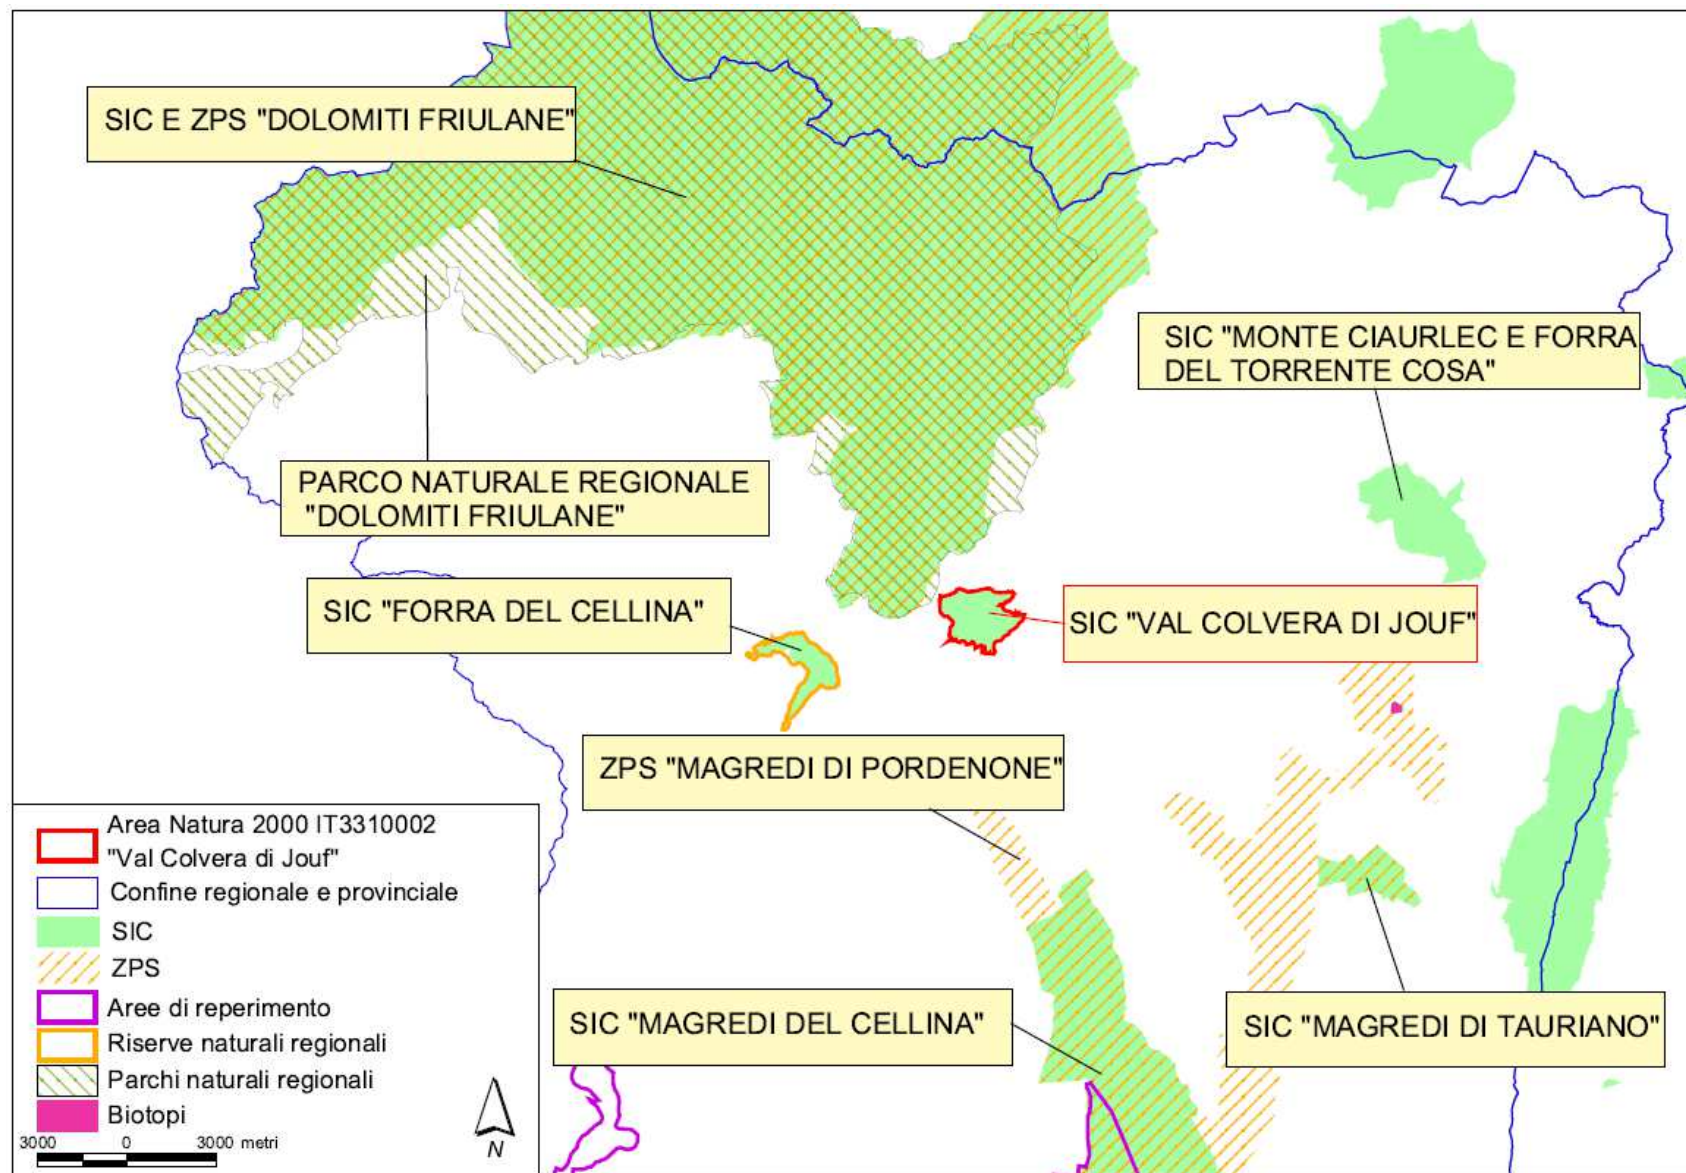 SIC E ZPS "DOLOMITI FRIULANE"
SIC "MONTE CIAURLEC E FORRA
DEL TORRENTE COSA"
PARCO NATURALE REGIONALE
"DOLOMITI FRIULANE"
SIC "FORRA DEL CELLINA"
SIC "VAL COLVERA DI JOUF"
ZPS "MAGREDI DI PORDENONE"
SIC "MAGREDI DEL CELLINA"
SIC "MAGREDI DI TAURIANO"
Area Natura 2000 IT3310002
"Val Colvera di Jouf"
Confine regionale e provinciale
SIC
ZPS
Aree di reperimento
Riserve naturali regionali
Parchi naturali regionali
Biotopi
3000 0 3000 metri
N